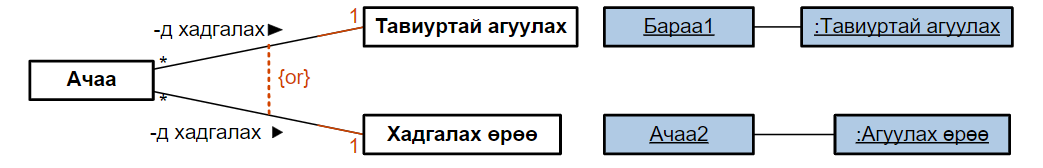 -д хадгалах ►
1
Тавиуртай агуулах
*
Ачаа
{or}
*
-д хадгалах ►
1
Хадгалах өрөө
Бараа1
:Тавиуртай агуулах
Ачаа2
:Агуулах өрөө